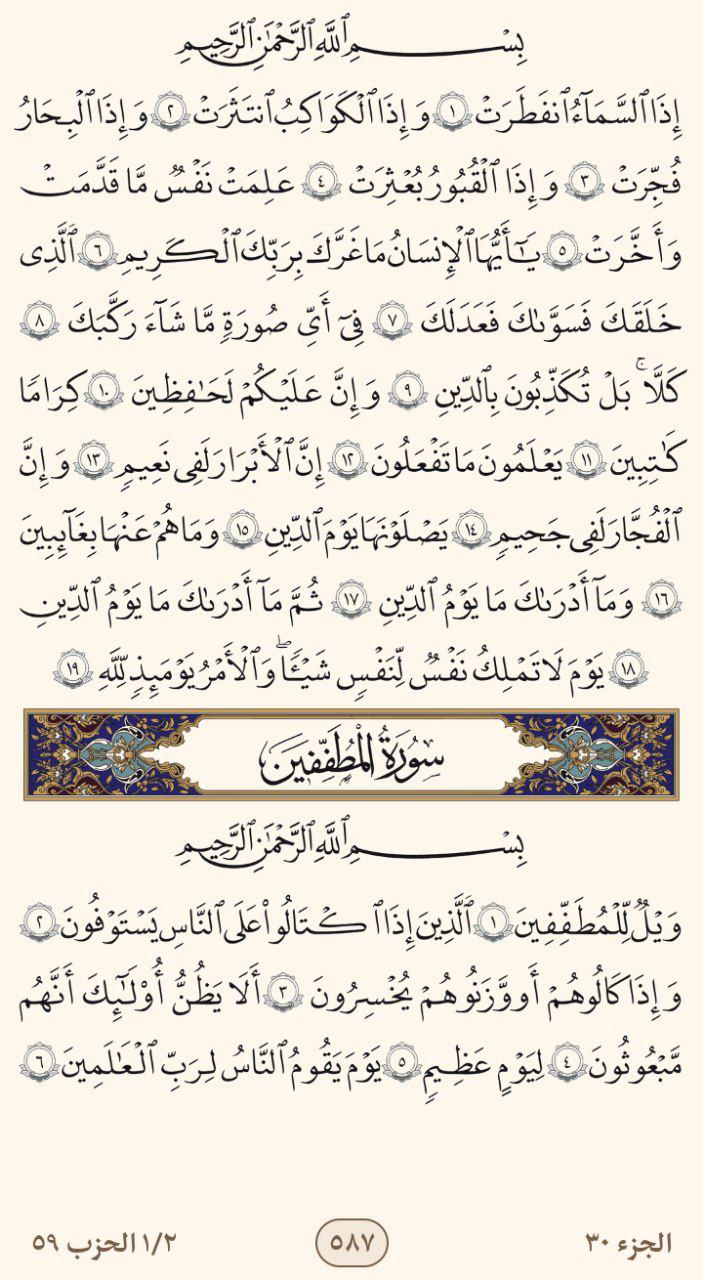 بِسْمِ ٱللَّهِ ٱلرَّحْمَٰنِ ٱلرَّحِيمِ
إِذَا ٱلسَّمَآءُ ٱنفَطَرَتْ ١ وَإِذَا ٱلْكَوَاكِبُ ٱنتَثَرَتْ ٢ وَإِذَا ٱلْبِحَارُ
فُجِّرَتْ ٣ وَإِذَا ٱلْقُبُورُ بُعْثِرَتْ ٤ عَلِمَتْ نَفْسٌ مَّا قَدَّمَتْ
وَأَخَّرَتْ ٥ يَٰٓأَيُّهَا ٱلْإِنسَٰنُ مَا غَرَّكَ بِرَبِّكَ ٱلْكَرِيمِ ٦ ٱلَّذِى
خَلَقَكَ فَسَوَّىٰكَ فَعَدَلَكَ ٧ فِىٓ أَىِّ صُورَةٍ مَّا شَآءَ رَكَّبَكَ ٨
كَلَّا ۚ بَلْ تُكَذِّبُونَ بِٱلدِّينِ ٩ وَإِنَّ عَلَيْكُمْ لَحَٰفِظِينَ ١٠ كِرَامًا
كَٰتِبِينَ ١١ يَعْلَمُونَ مَا تَفْعَلُونَ ١٢ إِنَّ ٱلْأَبْرَارَ لَفِى نَعِيمٍ ١٣ وَإِنَّ
ٱلْفُجَّارَ لَفِى جَحِيمٍ ١٤ يَصْلَوْنَهَا يَوْمَ ٱلدِّينِ ١٥ وَمَا هُمْ عَنْهَا بِغَآئِبِينَ
١٦ وَمَآ أَدْرَىٰكَ مَا يَوْمُ ٱلدِّينِ ١٧ ثُمَّ مَآ أَدْرَىٰكَ مَا يَوْمُ ٱلدِّينِ
١٨ يَوْمَ لَا تَمْلِكُ نَفْسٌ لِّنَفْسٍ شَيْـًٔا ۖ وَٱلْأَمْرُ يَوْمَئِذٍ لِّلَّهِ ١٩
سُورَةُ المُطَفِّفِينَ
بِسْمِ ٱللَّهِ ٱلرَّحْمَٰنِ ٱلرَّحِيمِ
وَيْلٌ لِّلْمُطَفِّفِينَ ١ ٱلَّذِينَ إِذَا ٱكْتَالُوا۟ عَلَى ٱلنَّاسِ يَسْتَوْفُونَ ٢
وَإِذَا كَالُوهُمْ أَو وَّزَنُوهُمْ يُخْسِرُونَ ٣ أَلَا يَظُنُّ أُو۟لَٰٓئِكَ أَنَّهُم
مَّبْعُوثُونَ ٤ لِيَوْمٍ عَظِيمٍ ٥ يَوْمَ يَقُومُ ٱلنَّاسُ لِرَبِّ ٱلْعَٰلَمِينَ ٦
الجزء ٣٠ ٥٨٧ ١/٢ الحزب ٥٩